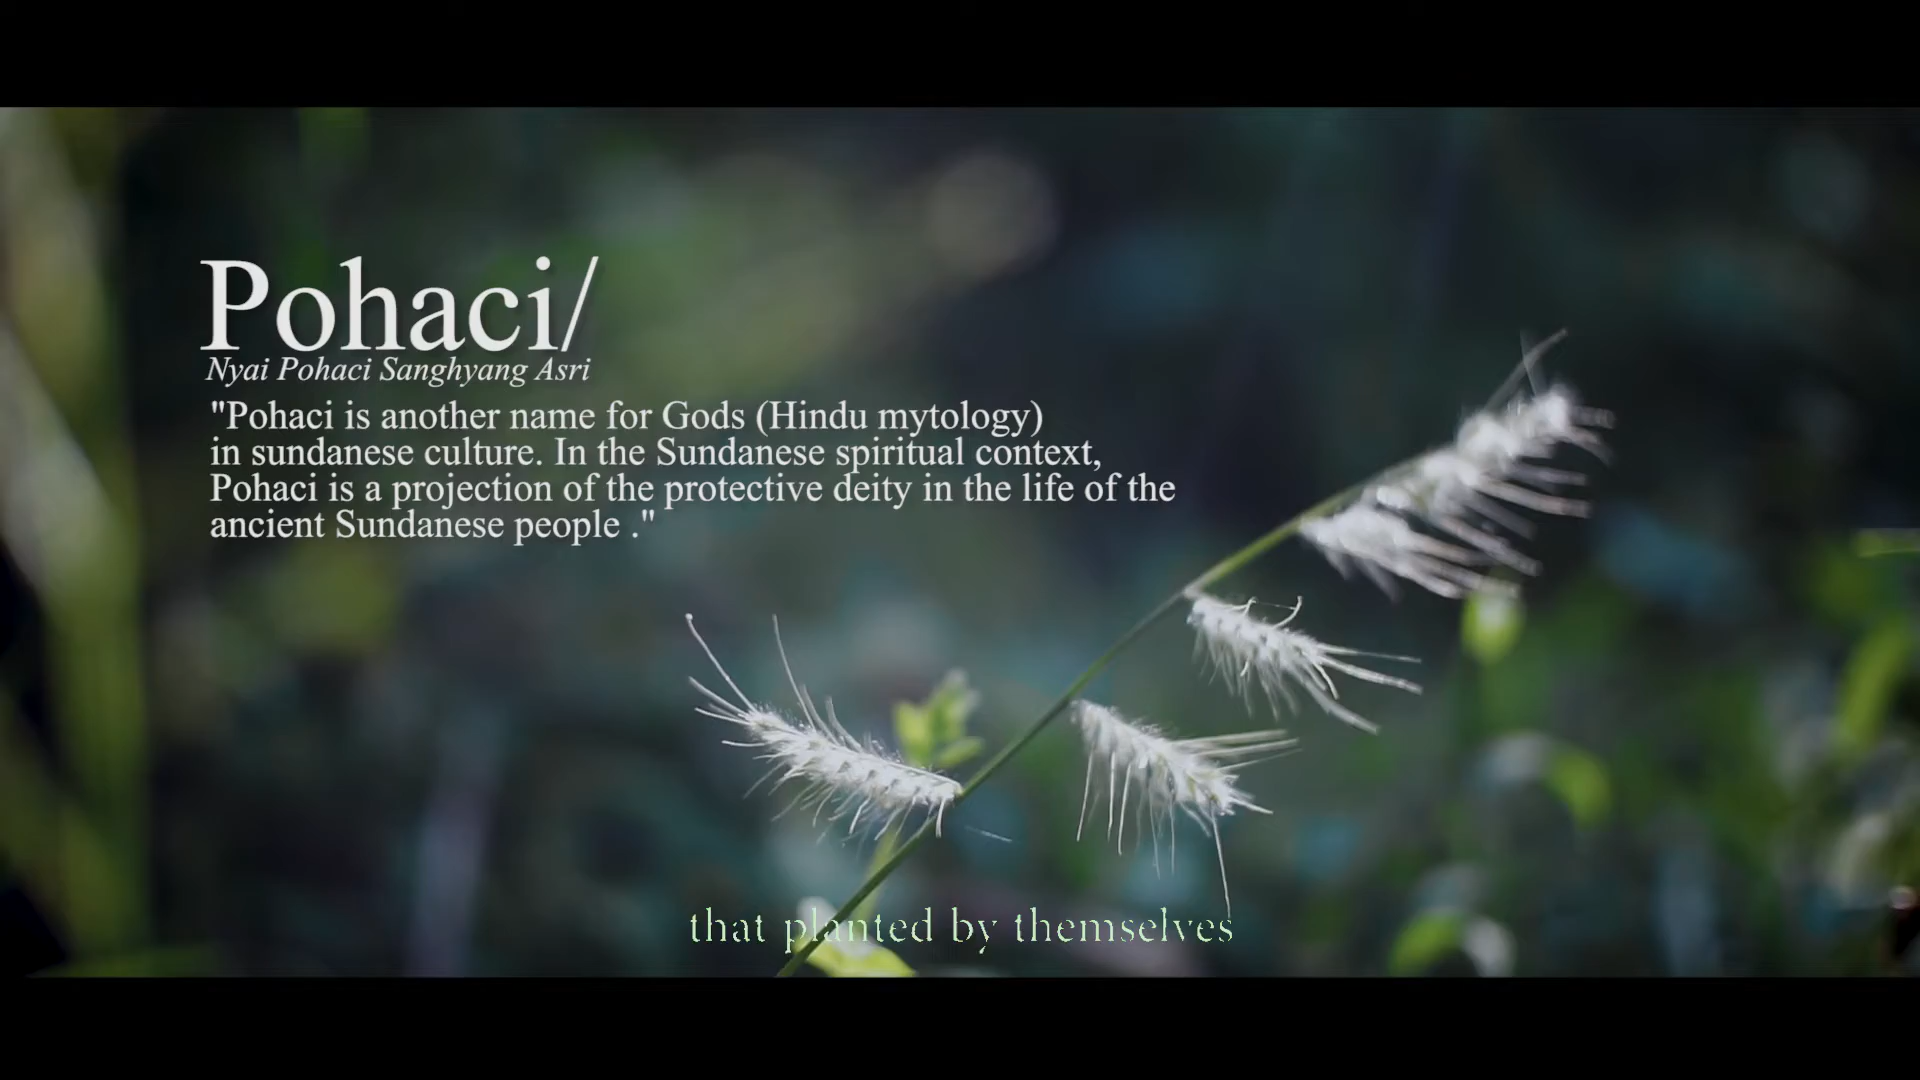 Pohaci/
Nyai Pohaci Sanghyang Asri
"Pohaci is another name for Gods (Hindu mytology)
in sundanese culture. In the Sundanese spiritual context,
Pohaci is a projection of the protective deity in the life of the
ancient Sundanese people ."
that planted by themselves